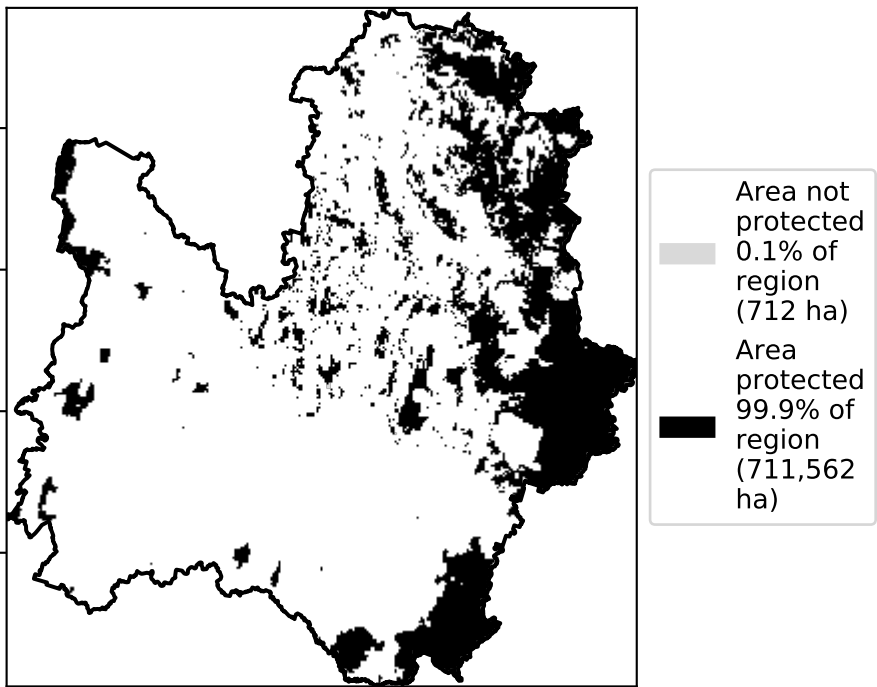 Area not
protected
0.1% of
region
(712 ha)
Area
protected
99.9% of
region
(711,562
ha)